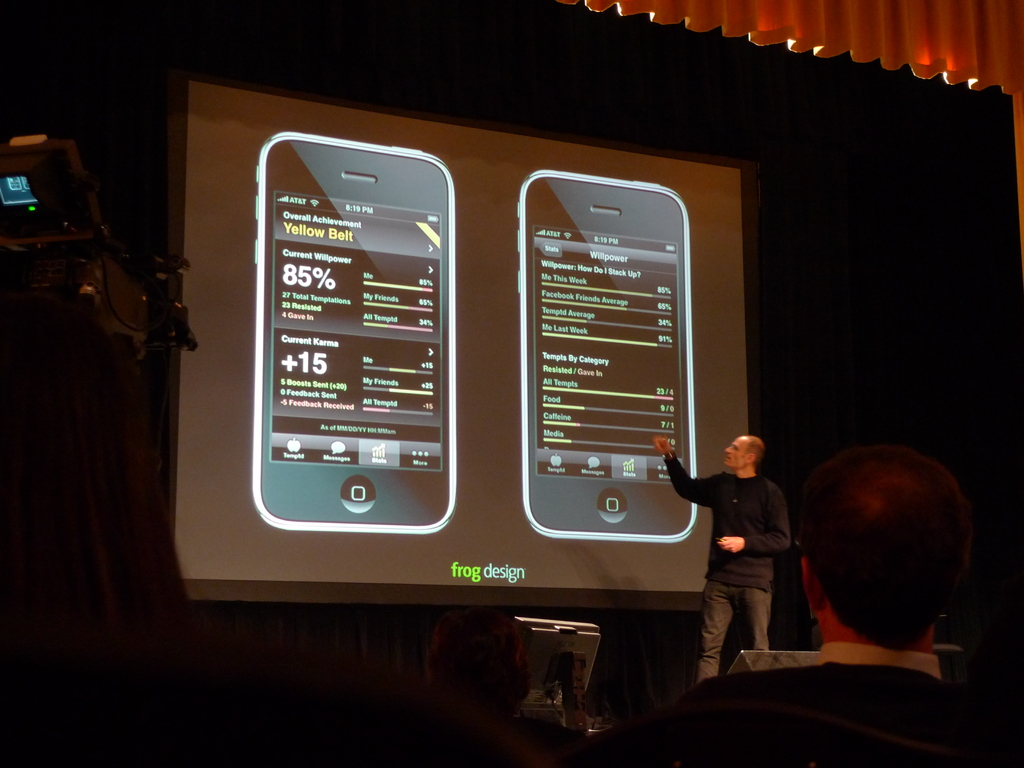 AT&T 8:19 PM
Overall Achievement
Yellow Belt
Current Willpower
85%
27 Total Temptations
23 Resisted
4 Gave In
Me
85%
My Friends
65%
All Temptd
34%
Current Karma
+15
5 Boosts Sent (+20)
0 Feedback Sent
-5 Feedback Received
Me
+15
My Friends
+25
All Temptd
-15
As of MM/DD/YY HH:MMam
Temptd Messages Stats More
AT&T 8:19 PM
Stats Willpower
Willpower: How Do I Stack Up?
Me This Week
85%
Facebook Friends Average
65%
Temptd Average
34%
Me Last Week
91%
Tempts By Category
Resisted / Gave In
All Tempts 23 / 4
Food 9 / 0
Caffeine 7 / 1
Media /0
Temptd Messages Stats
frog design